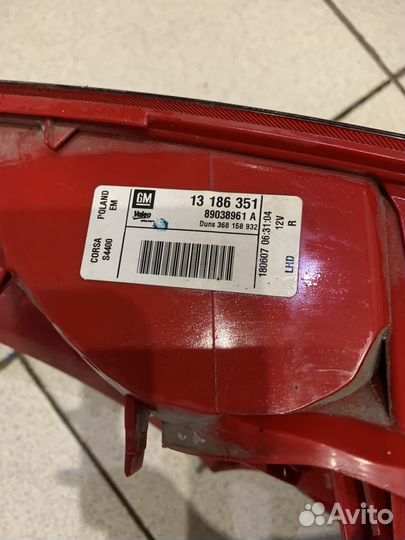 GM
Valeo
13 186 351
89038961 A
Duns 368 158 932
CORSA POLAND
S4400 EM
180607 06:31:04
12V
LHD R
Avito